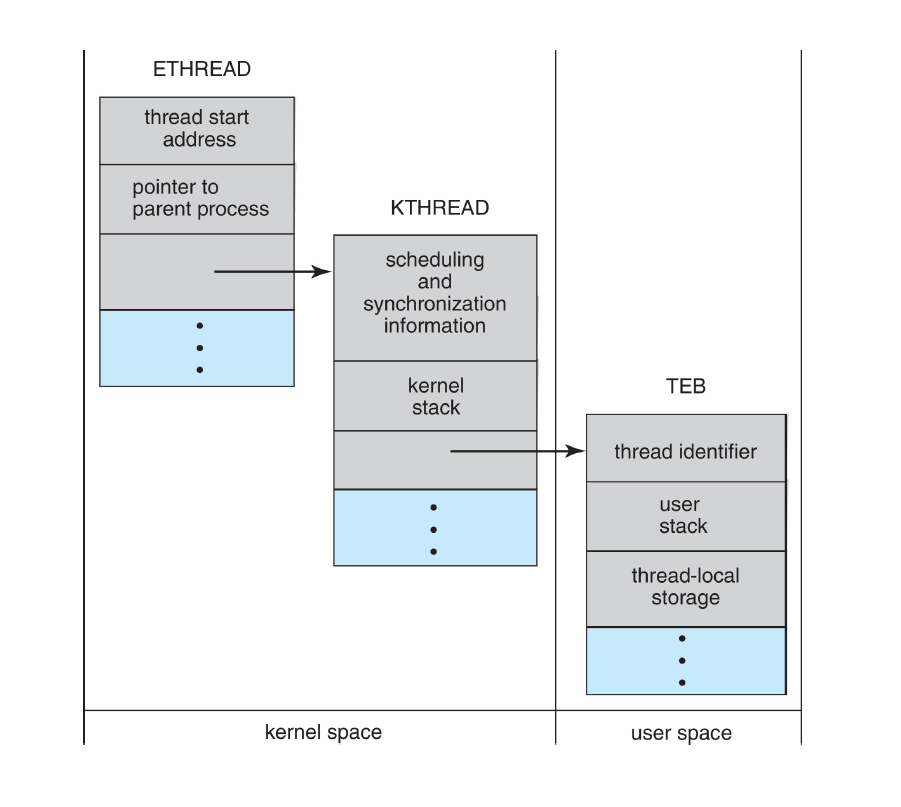 ETHREAD
thread start
address
pointer to
parent process
KTHREAD
scheduling
and
synchronization
information
kernel
stack
TEB
thread identifier
user
stack
thread-local
storage
kernel space
user space